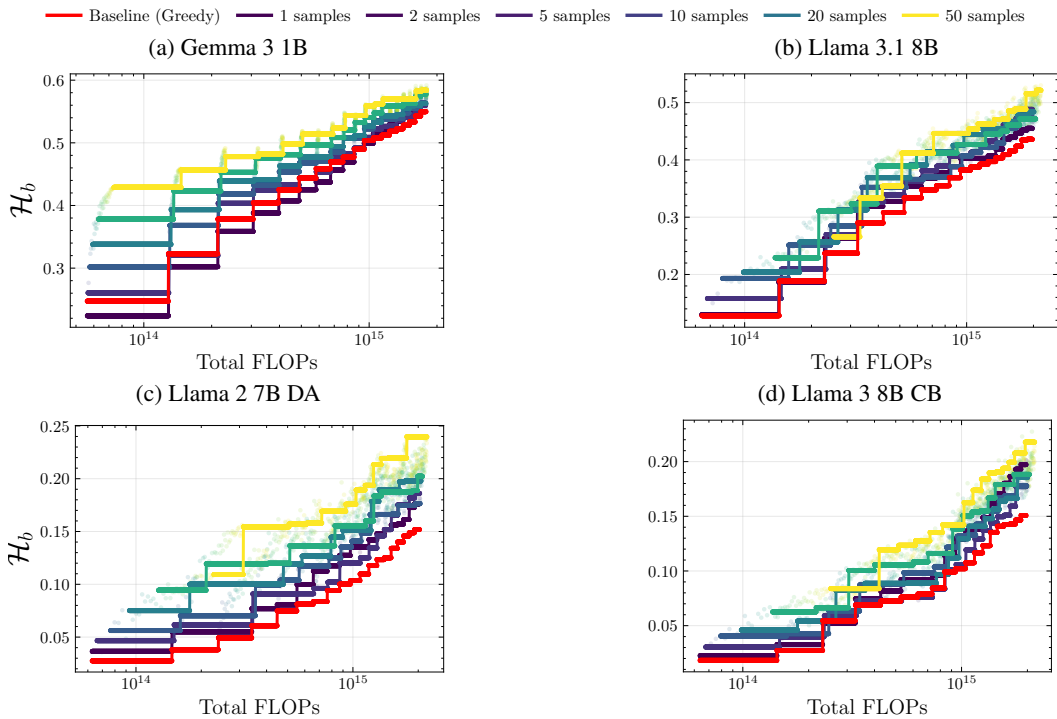 Baseline (Greedy) 1 samples 2 samples 5 samples 10 samples 20 samples 50 samples
(a) Gemma 3 1B
0.6
0.5
0.4
0.3
H_b
10^14 10^15
Total FLOPs
(b) Llama 3.1 8B
0.5
0.4
0.3
0.2
10^14 10^15
Total FLOPs
(c) Llama 2 7B DA
0.25
0.20
0.15
0.10
0.05
H_b
10^14 10^15
Total FLOPs
(d) Llama 3 8B CB
0.20
0.15
0.10
0.05
10^14 10^15
Total FLOPs